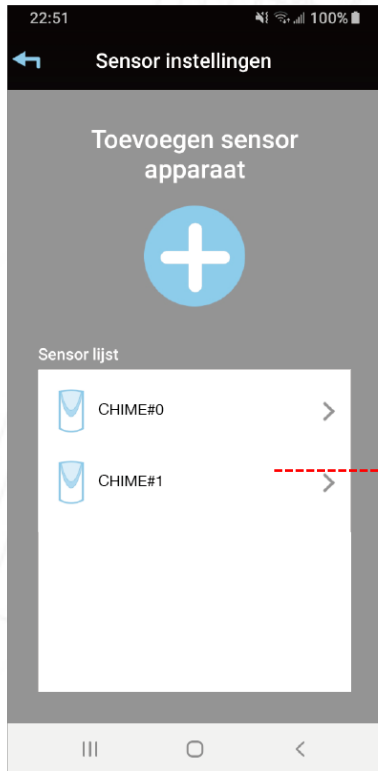 22:51 100%
Sensor instellingen
Toevoegen sensor
apparaat
Sensor lijst
CHIME#0
CHIME#1